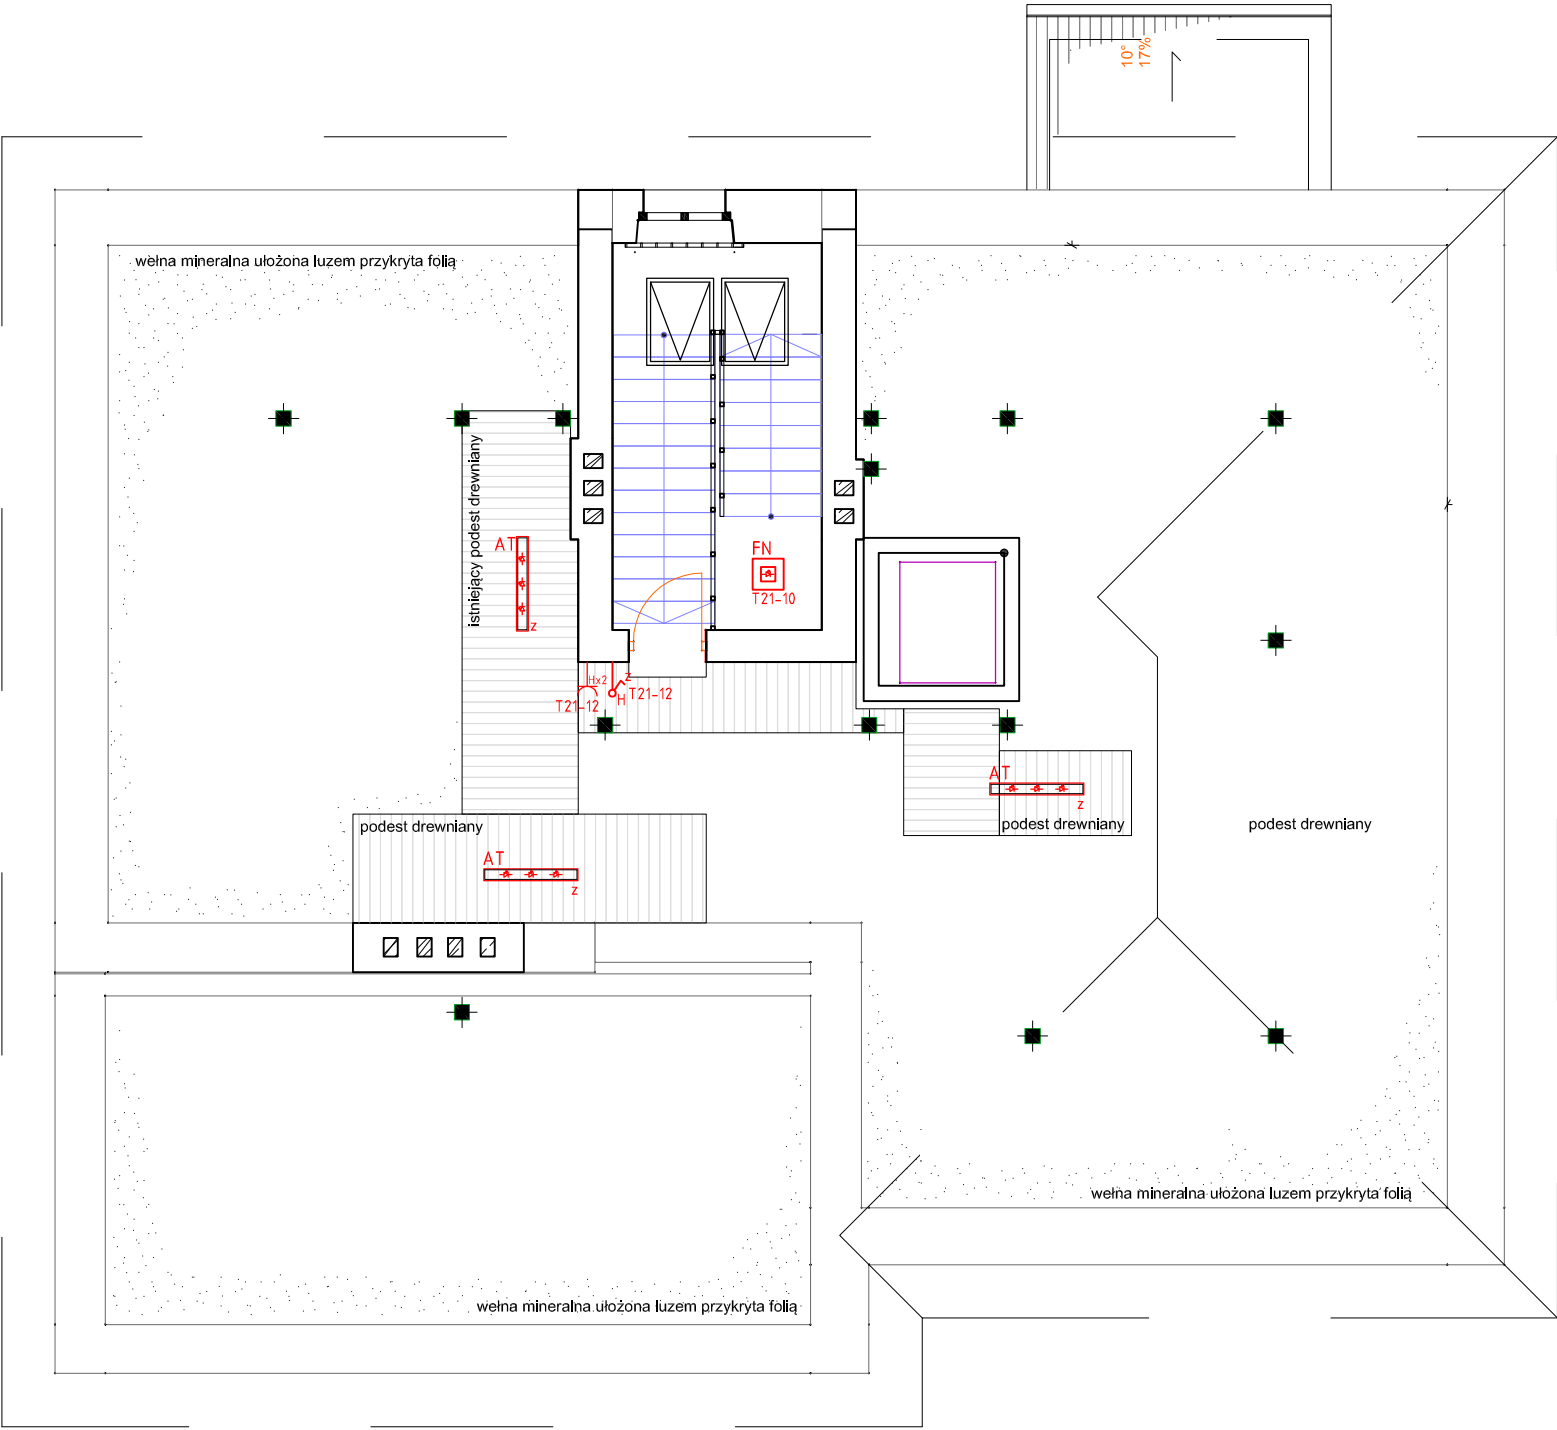 10°
17%
wełna mineralna ułożona luzem przykryta folią
istniejący podest drewniany
AT
z
FN
T21-10
Hx2
z
H
T21-12
T21-12
AT
z
podest drewniany
podest drewniany
podest drewniany
AT
z
wełna mineralna ułożona luzem przykryta folią
wełna mineralna ułożona luzem przykryta folią